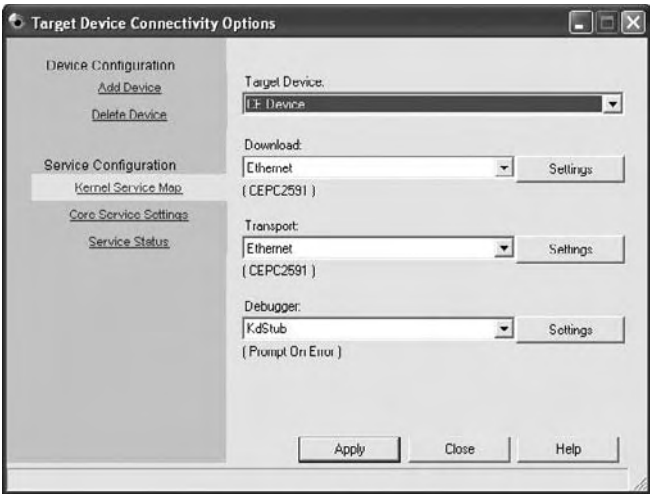 Target Device Connectivity Options
Device Configuration
Add Device
Delete Device
Service Configuration
Kernel Service Map
Core Service Settings
Service Status
Target Device:
CE Device
Download:
Ethernet
Settings
( CEPC2591 )
Transport:
Ethernet
Settings
( CEPC2591 )
Debugger:
KdStub
Settings
( Prompt On Error )
Apply
Close
Help